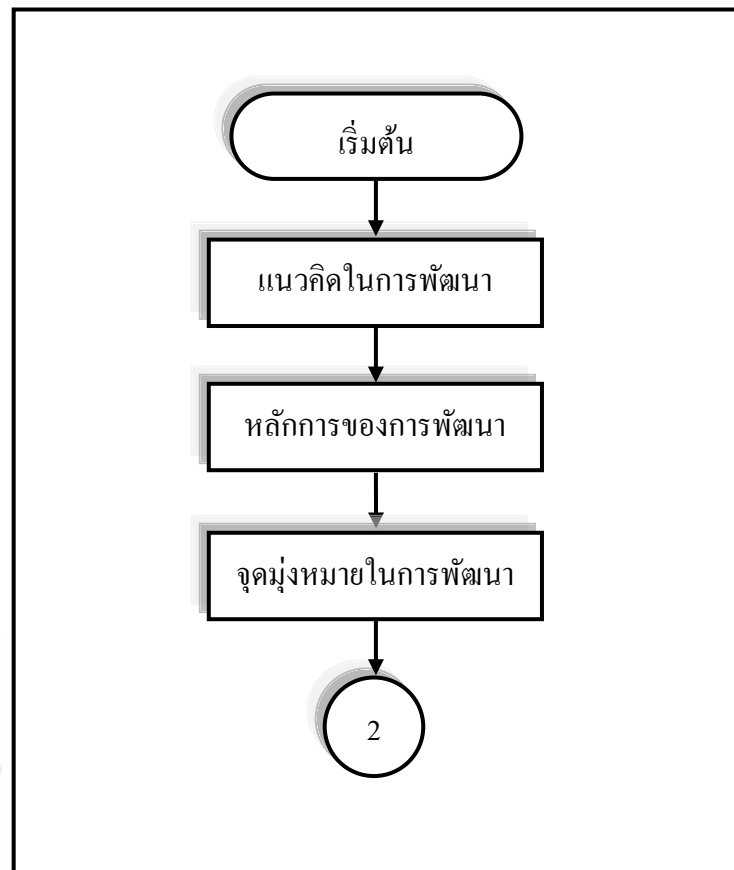 เริ่มต้น
แนวคิดในการพัฒนา
หลักการของการพัฒนา
จุดมุ่งหมายในการพัฒนา
2